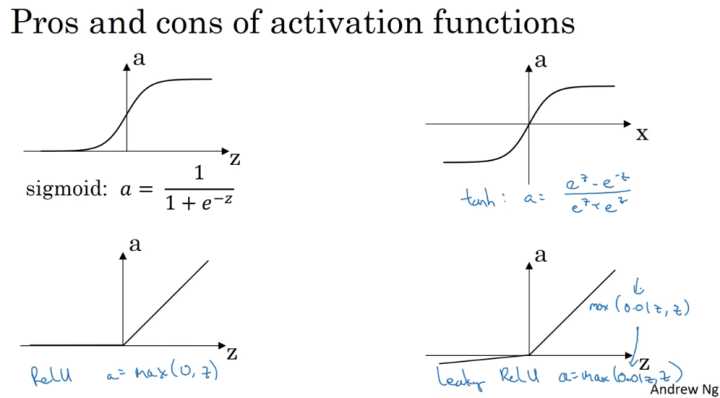 Pros and cons of activation functions
a
z
sigmoid: a = 1 / (1 + e^−z)
a
x
tanh: a = (e^z − e^-z) / (e^z + e^z)
a
z
ReLU a = max(0, z)
a
max(0.01z, z)
z
Leaky ReLU a = max(0.01z, z)
Andrew Ng